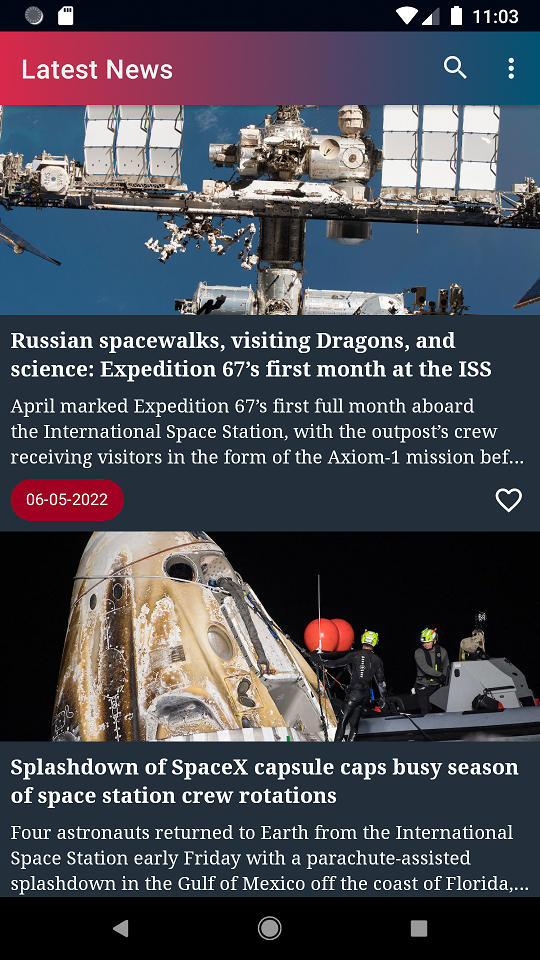 11:03
Latest News
Russian spacewalks, visiting Dragons, and
science: Expedition 67’s first month at the ISS
April marked Expedition 67’s first full month aboard
the International Space Station, with the outpost’s crew
receiving visitors in the form of the Axiom-1 mission bef…
06-05-2022
Splashdown of SpaceX capsule caps busy season
of space station crew rotations
Four astronauts returned to Earth from the International
Space Station early Friday with a parachute-assisted
splashdown in the Gulf of Mexico off the coast of Florida,…